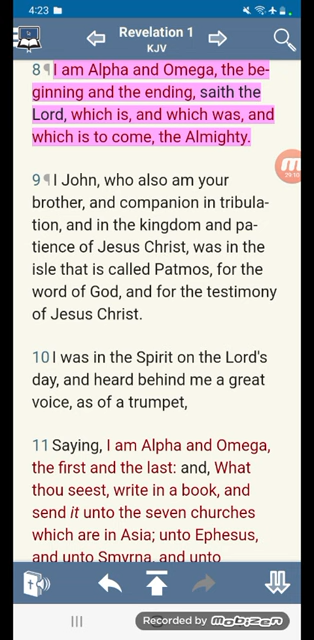 4:23
Revelation 1
KJV
8 ¶ I am Alpha and Omega, the be-
ginning and the ending, saith the
Lord, which is, and which was, and
which is to come, the Almighty.
9 ¶ I John, who also am your
brother, and companion in tribula-
tion, and in the kingdom and pa-
tience of Jesus Christ, was in the
isle that is called Patmos, for the
word of God, and for the testimony
of Jesus Christ.
10 I was in the Spirit on the Lord's
day, and heard behind me a great
voice, as of a trumpet,
11 Saying, I am Alpha and Omega,
the first and the last: and, What
thou seest, write in a book, and
send it unto the seven churches
which are in Asia; unto Ephesus,
and unto Smyrna, and unto
Recorded by Mobizen